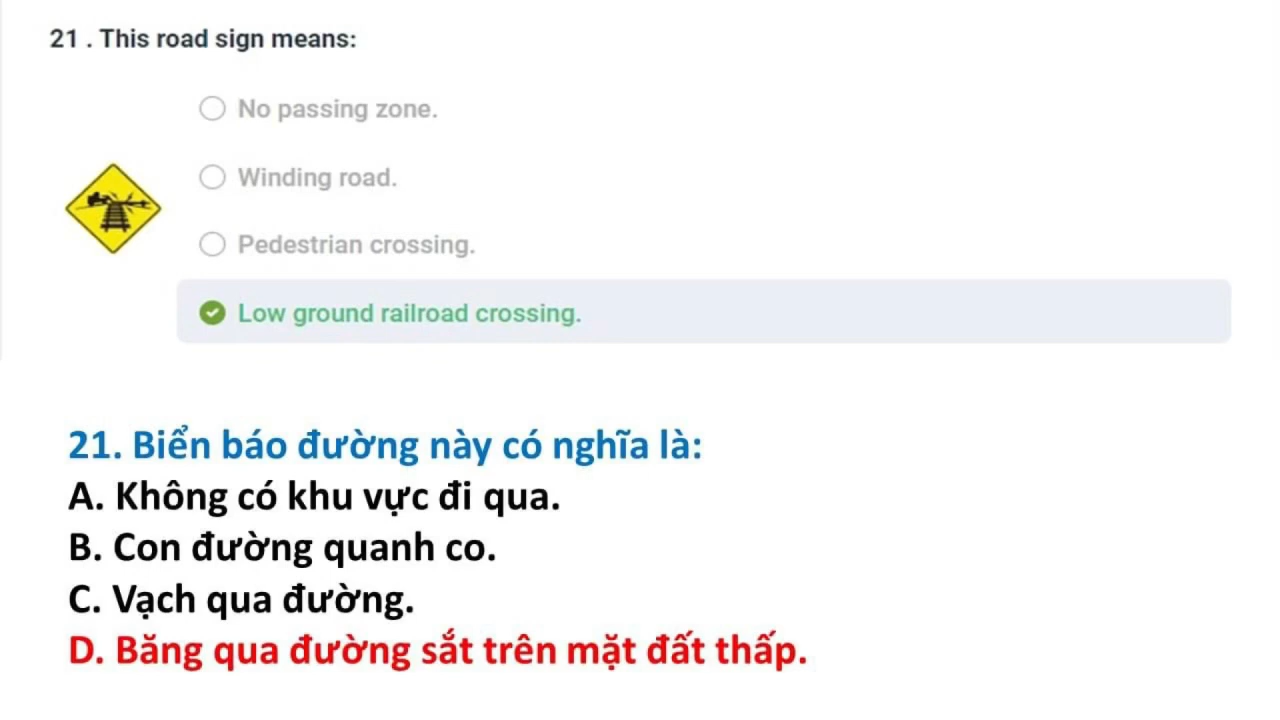 21 . This road sign means:
No passing zone.
Winding road.
Pedestrian crossing.
Low ground railroad crossing.
21. Biển báo đường này có nghĩa là:
A. Không có khu vực đi qua.
B. Con đường quanh co.
C. Vạch qua đường.
D. Băng qua đường sắt trên mặt đất thấp.